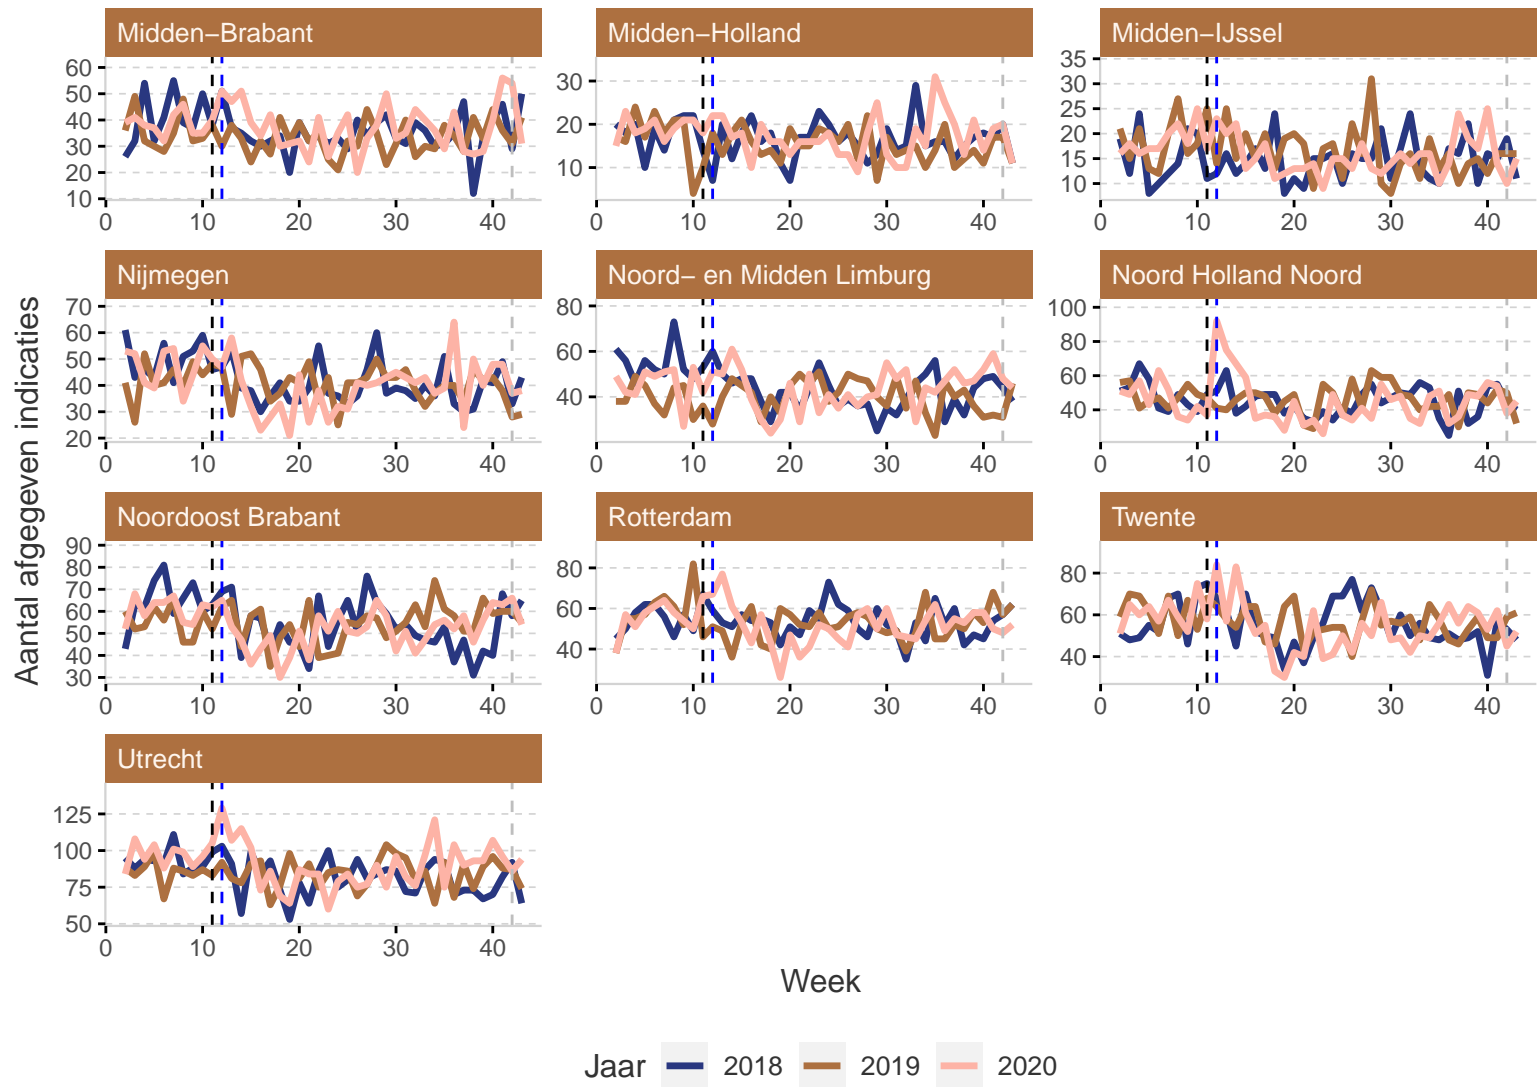 Aantal afgegeven indicaties
Midden−Brabant
60
50
40
30
20
10
0 10 20 30 40
Midden−Holland
30
20
10
0 10 20 30 40
Midden−IJssel
35
30
25
20
15
10
0 10 20 30 40
Nijmegen
70
60
50
40
30
20
0 10 20 30 40
Noord− en Midden Limburg
80
60
40
0 10 20 30 40
Noord Holland Noord
100
80
60
40
0 10 20 30 40
Noordoost Brabant
90
80
70
60
50
40
30
0 10 20 30 40
Rotterdam
80
60
40
0 10 20 30 40
Twente
80
60
40
0 10 20 30 40
Utrecht
125
100
75
50
0 10 20 30 40
Week
Jaar 2018 2019 2020